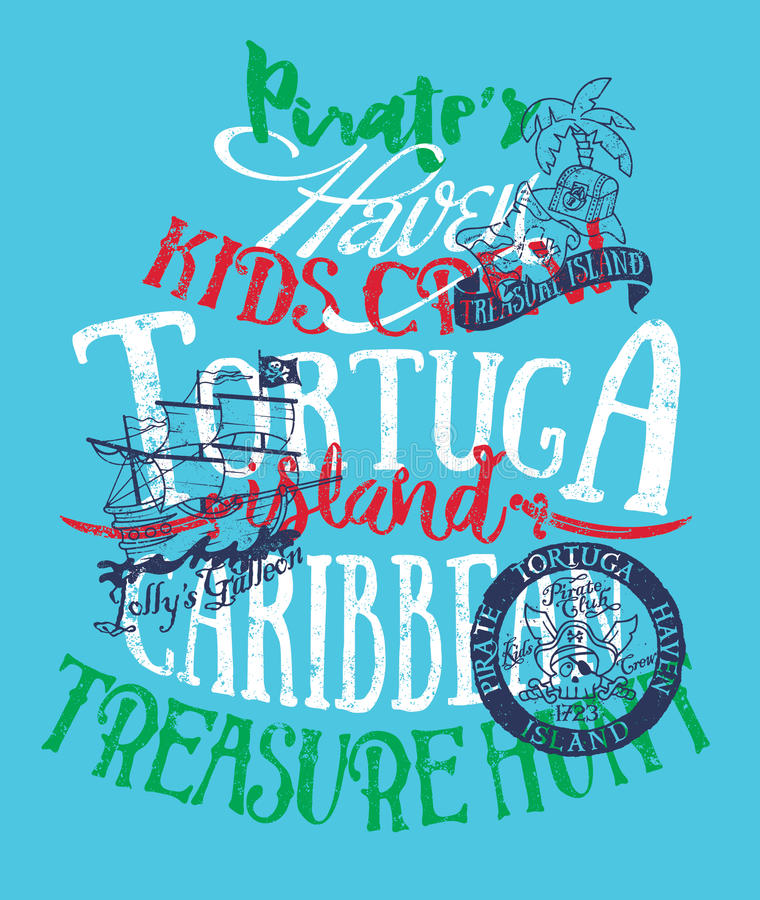 Pirate's
Haven
KIDS CREW
TREASURE ISLAND
TORTUGA
island
Jolly's Galleon
CARIBBEAN
TORTUGA
PIRATE
HAVEN
Pirate
Club
Kids
Crew
1723
ISLAND
TREASURE HUNT